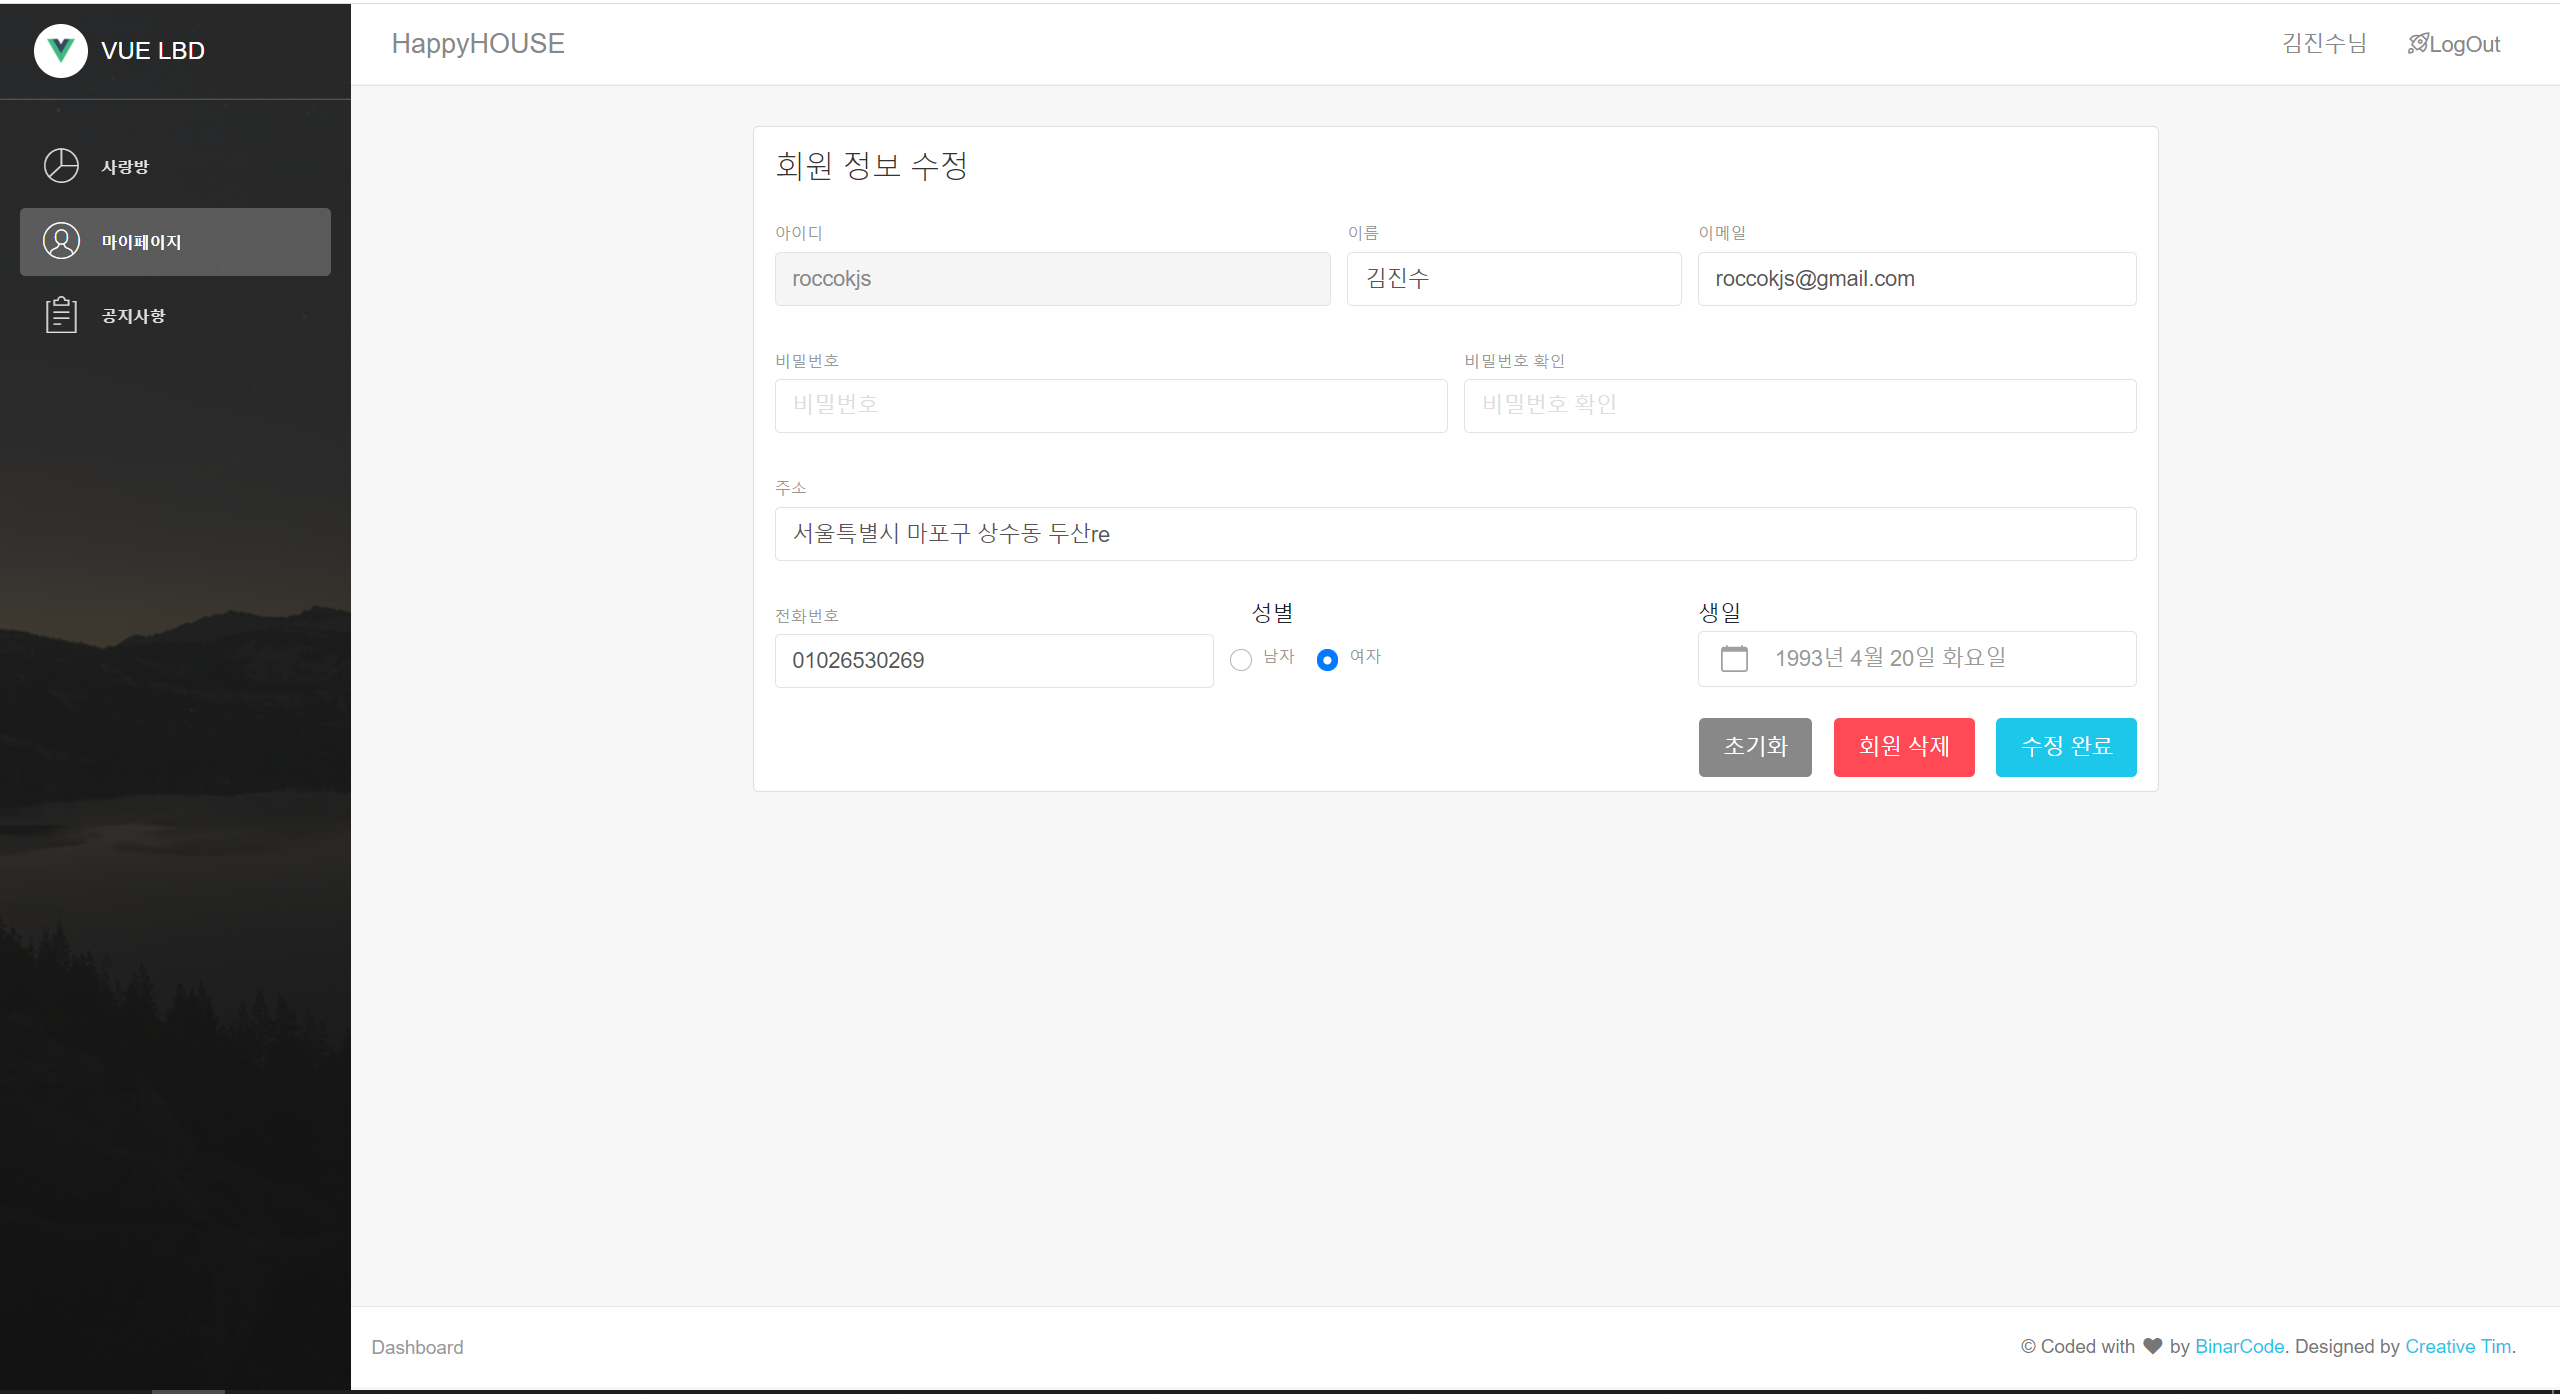 VUE LBD
사랑방
마이페이지
공지사항
HappyHOUSE
김진수님 LogOut
회원 정보 수정
아이디 이름 이메일
roccokjs 김진수 roccokjs@gmail.com
비밀번호 비밀번호 확인
비밀번호 비밀번호 확인
주소
서울특별시 마포구 상수동 두산re
전화번호 성별 생일
01026530269 남자 여자 1993년 4월 20일 화요일
초기화 회원 삭제 수정 완료
Dashboard
© Coded with ♥ by BinarCode. Designed by Creative Tim.